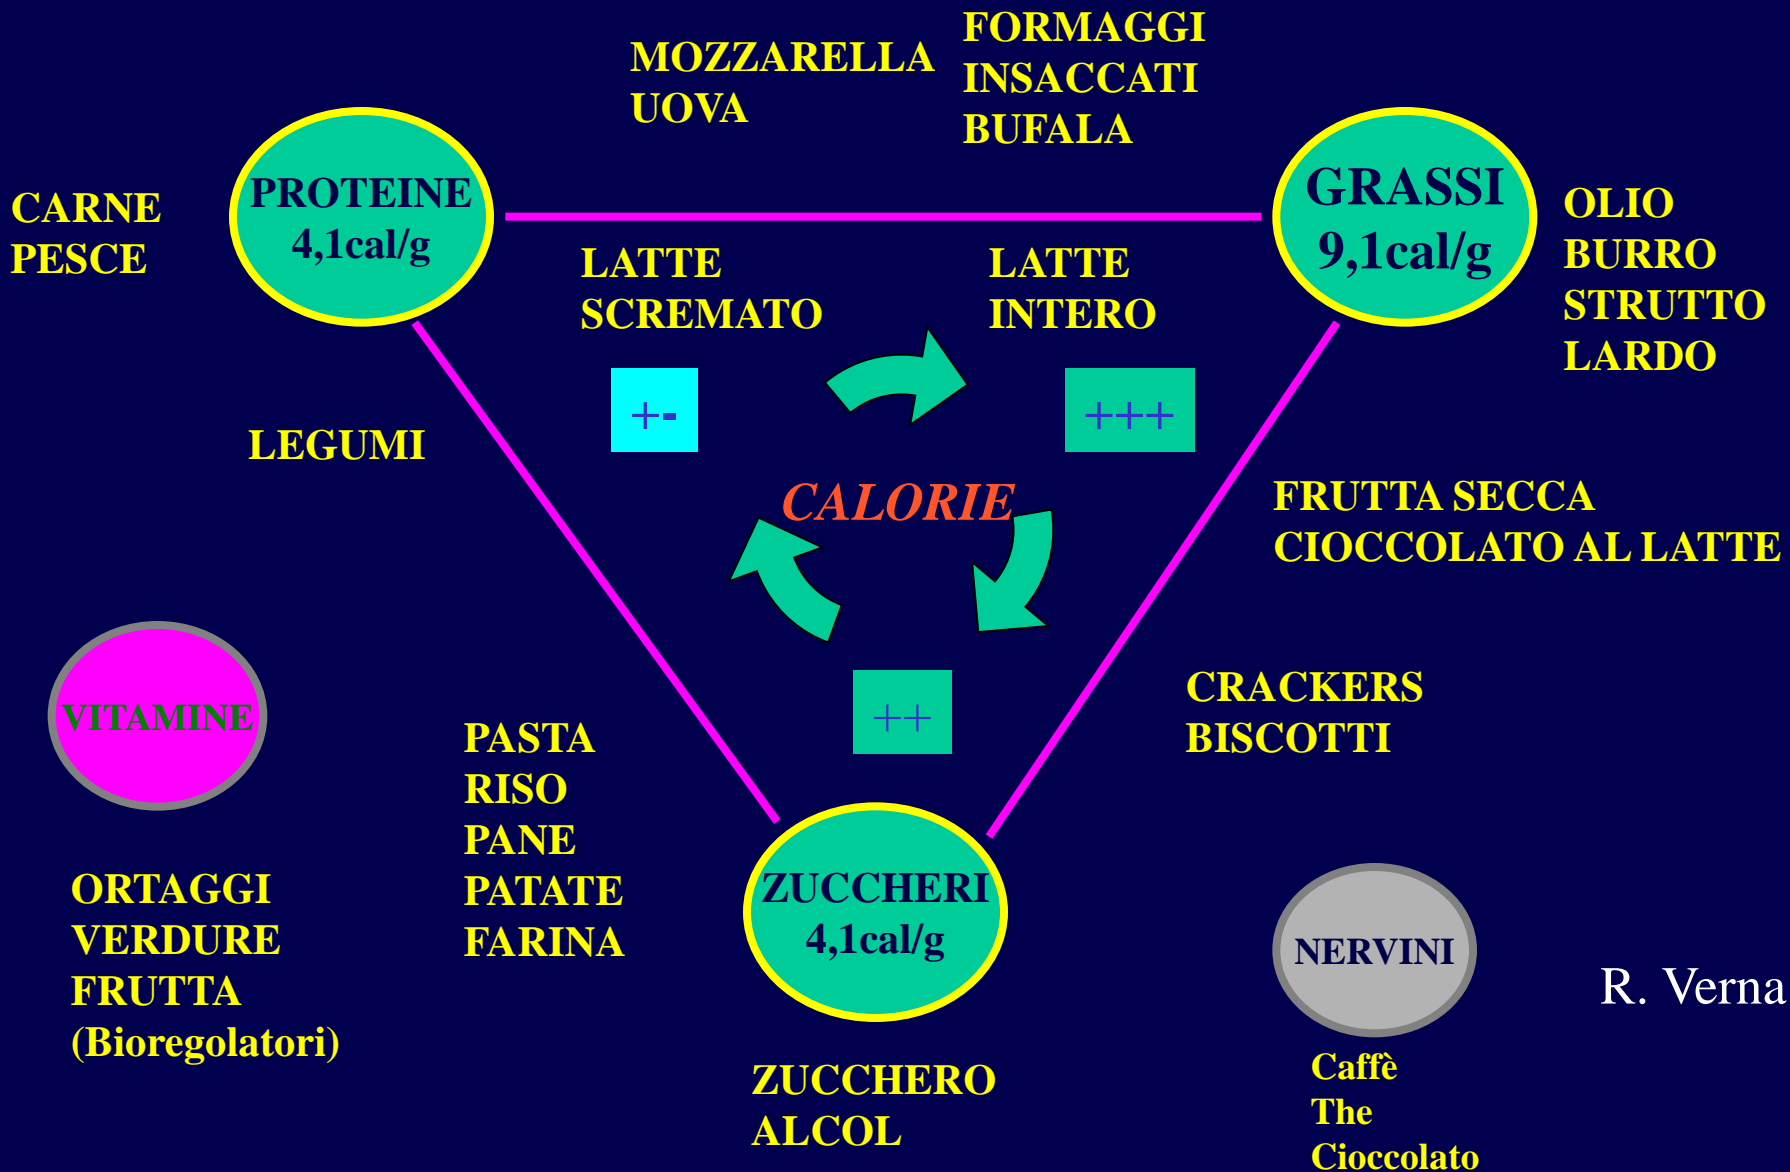 MOZZARELLA
UOVA
FORMAGGI
INSACCATI
BUFALA
CARNE
PESCE
PROTEINE
4,1cal/g
GRASSI
9,1cal/g
OLIO
BURRO
STRUTTO
LARDO
LATTE
SCREMATO
LATTE
INTERO
+-
+++
LEGUMI
CALORIE
FRUTTA SECCA
CIOCCOLATO AL LATTE
VITAMINE
++
CRACKERS
BISCOTTI
PASTA
RISO
PANE
PATATE
FARINA
ORTAGGI
VERDURE
FRUTTA
(Bioregolatori)
ZUCCHERI
4,1cal/g
NERVINI
R. Verna
ZUCCHERO
ALCOL
Caffè
The
Cioccolato